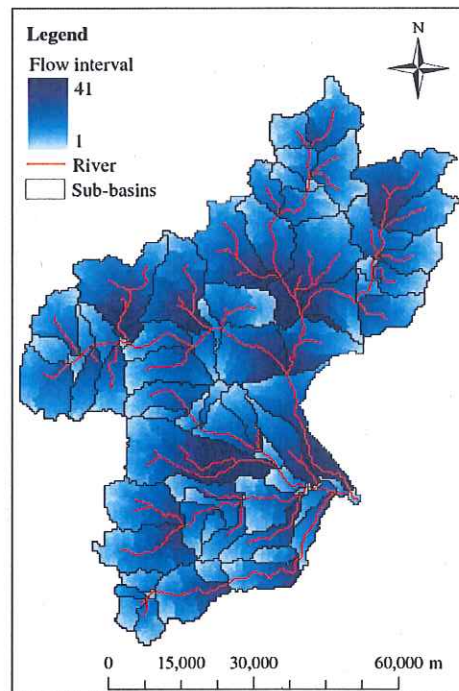 Legend
N
Flow interval
41
1
River
Sub-basins
0 15,000 30,000 60,000 m